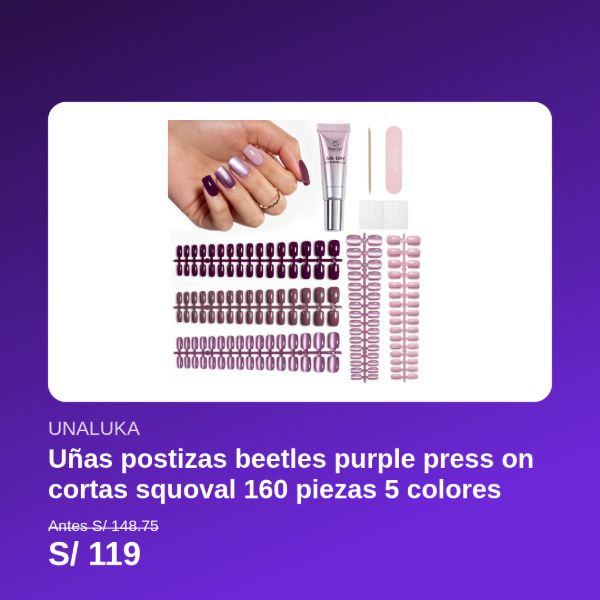 UNALUKA
Uñas postizas beetles purple press on
cortas squoval 160 piezas 5 colores
Antes S/ 148.75
S/ 119